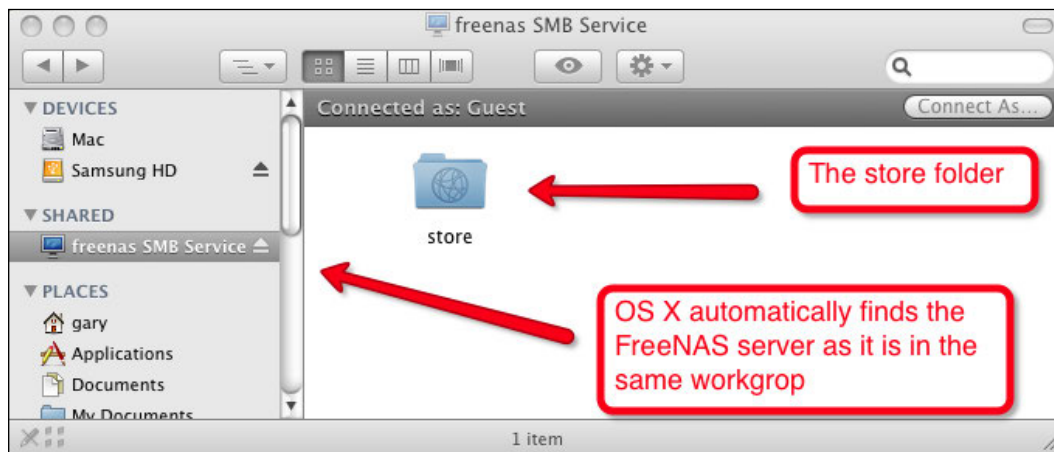 freenas SMB Service
DEVICES
Mac
Samsung HD
SHARED
freenas SMB Service
PLACES
gary
Applications
Documents
My Documents
Connected as: Guest
Connect As...
store
The store folder
OS X automatically finds the
FreeNAS server as it is in the
same workgrop
1 item